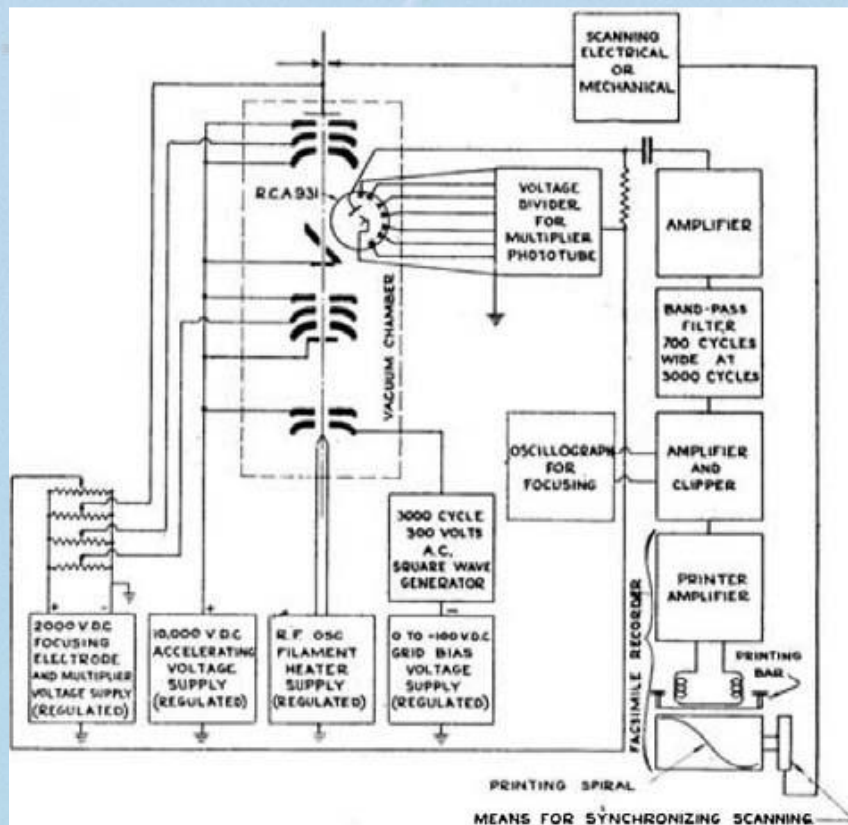 SCANNING
ELECTRICAL
OR
MECHANICAL
R.C.A 931
VOLTAGE
DIVIDER
FOR
MULTIPLIER
PHOTOTUBE
AMPLIFIER
VACUUM CHAMBER
BAND-PASS
FILTER
700 CYCLES
WIDE AT
3000 CYCLES
OSCILLOGRAPH
FOR
FOCUSING
AMPLIFIER
AND
CLIPPER
3000 CYCLE
300 VOLTS
A.C.
SQUARE WAVE
GENERATOR
PRINTER
AMPLIFIER
FACSIMILE RECORDER
PRINTING
BAR
+ -
2000 V.D.C
FOCUSING
ELECTRODE
AND MULTIPLIER
VOLTAGE SUPPLY
(REGULATED)
+
10,000 V.D.C
ACCELERATING
VOLTAGE
SUPPLY
(REGULATED)
R.F. OSC
FILAMENT
HEATER
SUPPLY
(REGULATED)
-
0 TO -100 V.D.C
GRID BIAS
VOLTAGE
SUPPLY
(REGULATED)
PRINTING SPIRAL
MEANS FOR SYNCHRONIZING SCANNING